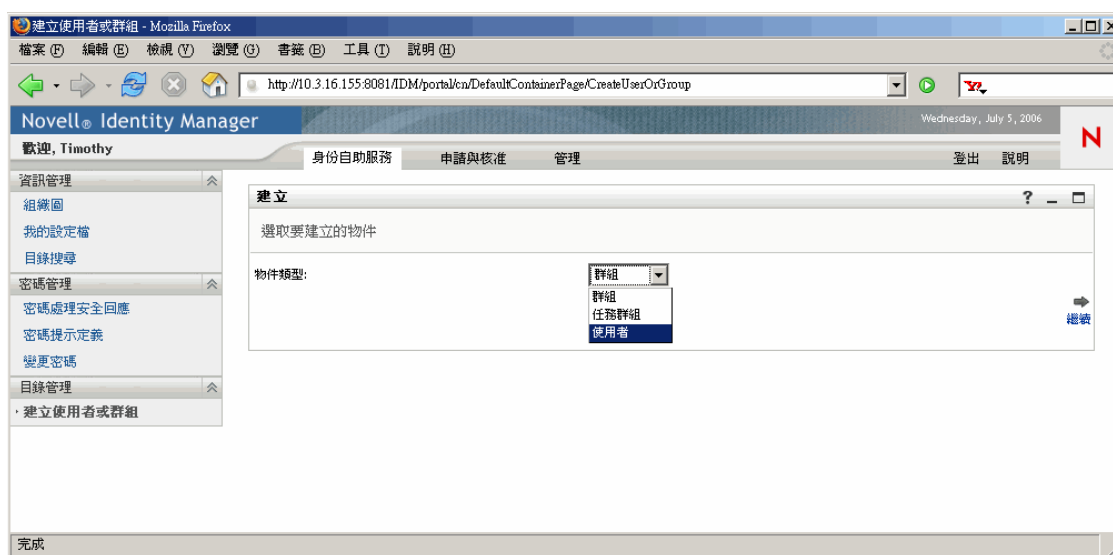 建立使用者或群組 - Mozilla Firefox
檔案(F) 編輯(E) 檢視(V) 瀏覽(G) 書籤(B) 工具(T) 說明(H)
http://10.3.16.155:8081/IDM/portal/cn/DefaultContainerPage/CreateUserOrGroup
Y!
Novell® Identity Manager
Wednesday, July 5, 2006
N
歡迎, Timothy
身份自助服務 申請與核准 管理 登出 說明
資訊管理
組織圖
我的設定檔
目錄搜尋
密碼管理
密碼處理安全回應
密碼提示定義
變更密碼
目錄管理
建立使用者或群組
建立
?
選取要建立的物件
物件類型:
群組
群組
任務群組
使用者
繼續
完成